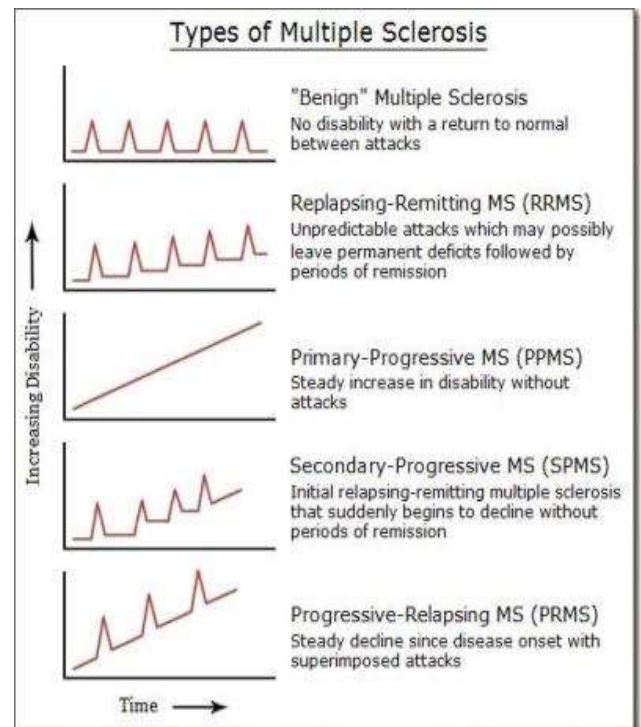 Types of Multiple Sclerosis
"Benign" Multiple Sclerosis
No disability with a return to normal
between attacks
Replapsing-Remitting MS (RRMS)
Unpredictable attacks which may possibly
leave permanent deficits followed by
periods of remission
Primary-Progressive MS (PPMS)
Steady increase in disability without
attacks
Secondary-Progressive MS (SPMS)
Initial relapsing-remitting multiple sclerosis
that suddenly begins to decline without
periods of remission
Progressive-Relapsing MS (PRMS)
Steady decline since disease onset with
superimposed attacks
Increasing Disability
Time